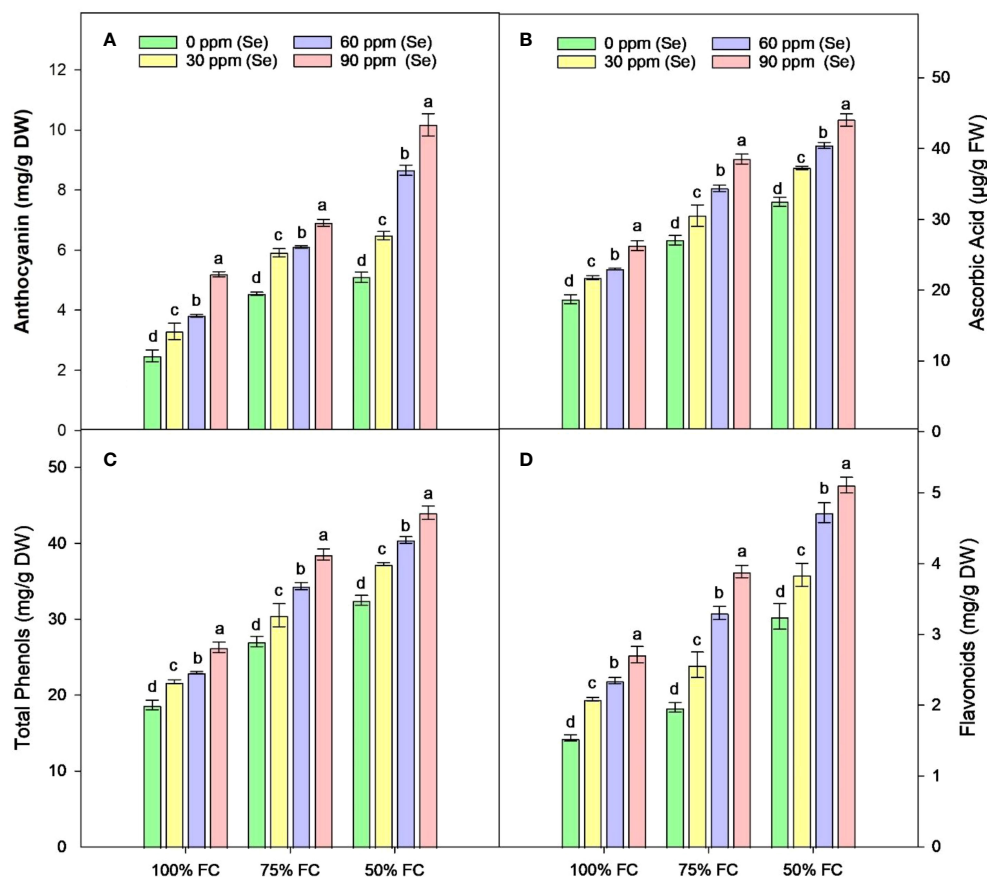 A
0 ppm (Se) 60 ppm (Se)
30 ppm (Se) 90 ppm (Se)
Anthocyanin (mg/g DW)
12
10
8
6
4
2
0
d c b a
d c b a
d c b a
B
0 ppm (Se) 60 ppm (Se)
30 ppm (Se) 90 ppm (Se)
Ascorbic Acid (µg/g FW)
50
40
30
20
10
0
d c b a
d c b a
d c b a
C
Total Phenols (mg/g DW)
50
40
30
20
10
0
d c b a
d c b a
d c b a
100% FC 75% FC 50% FC
D
Flavonoids (mg/g DW)
5
4
3
2
1
0
d c b a
d c b a
d c b a
100% FC 75% FC 50% FC